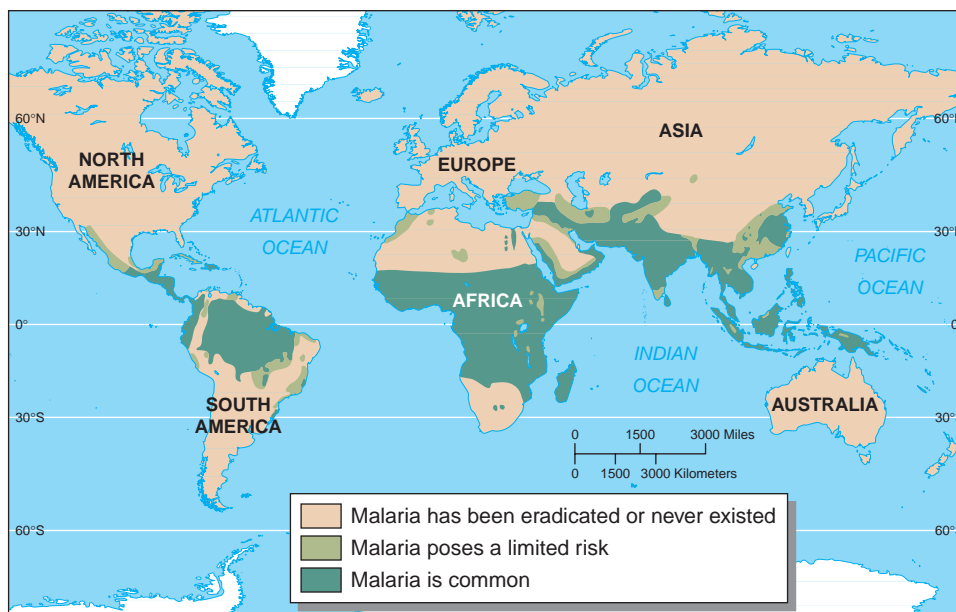 60°N
60°N
NORTH
AMERICA
EUROPE
ASIA
ATLANTIC
OCEAN
30°N
30°N
PACIFIC
OCEAN
AFRICA
0°
0°
INDIAN
OCEAN
SOUTH
AMERICA
AUSTRALIA
30°S
30°S
0 1500 3000 Miles
0 1500 3000 Kilometers
60°S
60°S
Malaria has been eradicated or never existed
Malaria poses a limited risk
Malaria is common